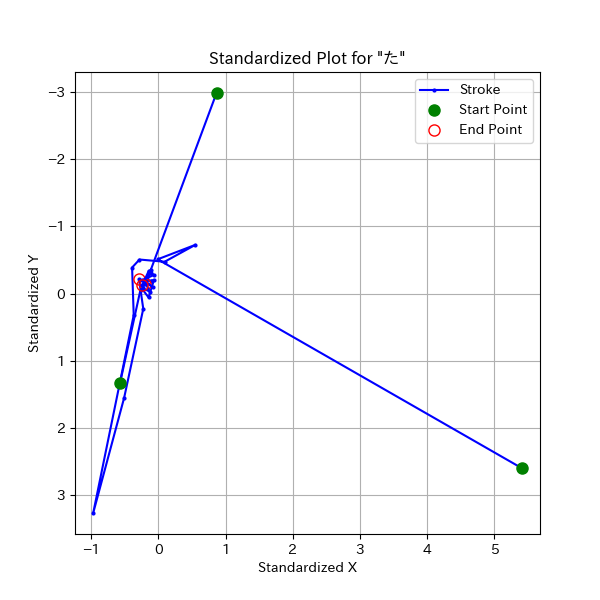 Standardized Plot for "た"
Stroke
Start Point
End Point
−3
−2
−1
0
1
2
3
Standardized Y
−1 0 1 2 3 4 5
Standardized X